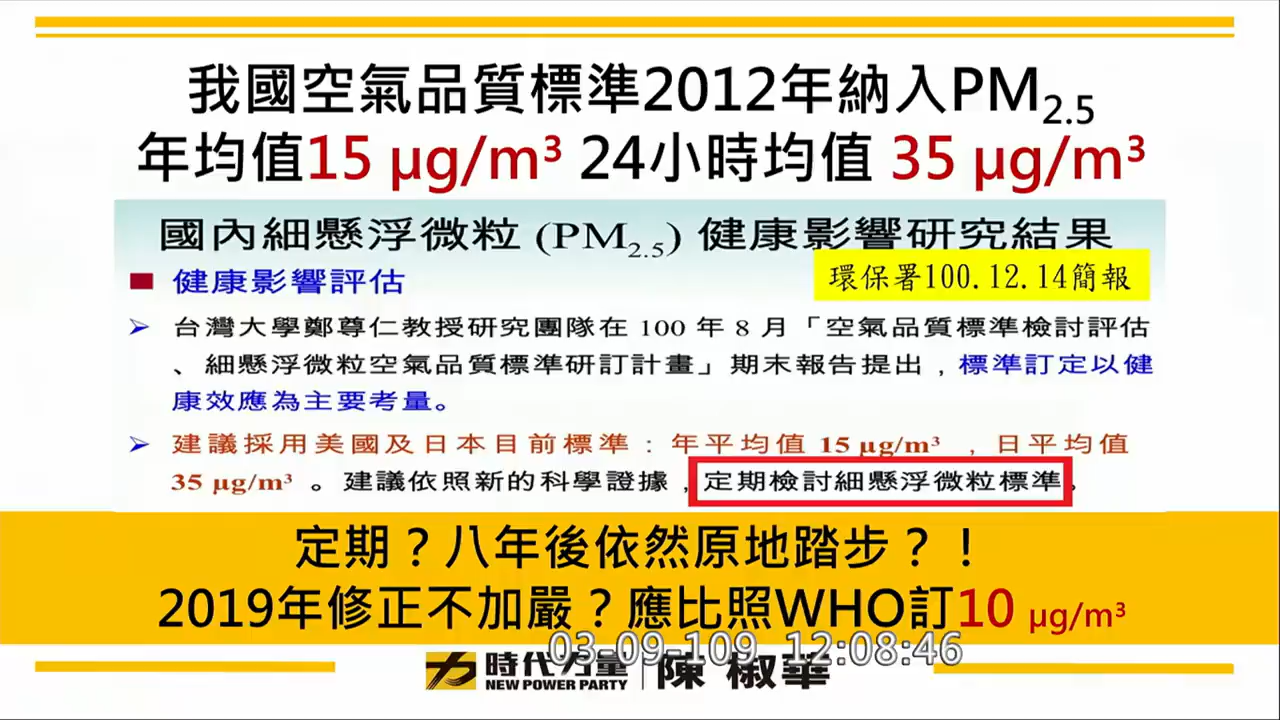 我國空氣品質標準2012年納入PM2.5
年均值15 μg/m³ 24小時均值 35 μg/m³
國內細懸浮微粒 (PM2.5) 健康影響研究結果
健康影響評估
環保署100.12.14簡報
台灣大學鄭尊仁教授研究團隊在 100 年 8 月「空氣品質標準檢討評估
、細懸浮微粒空氣品質標準研訂計畫」期末報告提出，標準訂定以健
康效應為主要考量。
建議採用美國及日本目前標準：年平均值 15 μg/m³ ，日平均值
35 μg/m³ 。建議依照新的科學證據，定期檢討細懸浮微粒標準。
定期？八年後依然原地踏步？！
2019年修正不加嚴？應比照WHO訂10 μg/m³
03-09-109 12:08:46
時代力量 陳椒華
NEW POWER PARTY